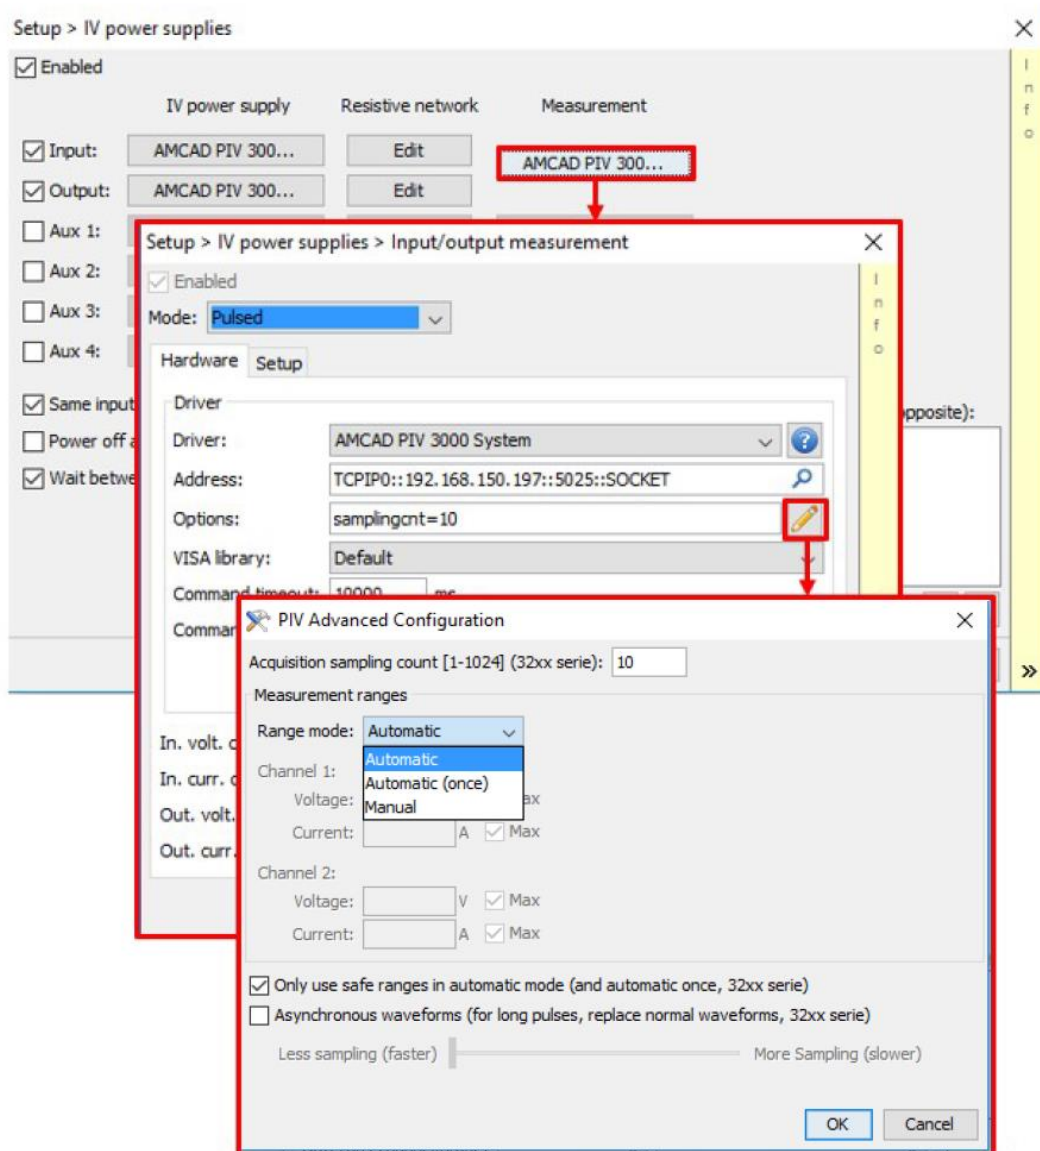 Setup > IV power supplies
Enabled
IV power supply Resistive network Measurement
Input: AMCAD PIV 300... Edit AMCAD PIV 300...
Output: AMCAD PIV 300... Edit
Aux 1:
Aux 2:
Aux 3:
Aux 4:
Same input
Power off
Wait
Info
Setup > IV power supplies > Input/output measurement
Enabled
Mode: Pulsed
Hardware Setup
Driver
Driver: AMCAD PIV 3000 System
Address: TCPIP0::192.168.150.197::5025::SOCKET
Options: samplingcnt=10
VISA library: Default
Command timeout: 10000 ms
In. volt.
In. curr.
Out. volt.
Out. curr.
Info
opposite):
»
PIV Advanced Configuration
Acquisition sampling count [1-1024] (32xx serie): 10
Measurement ranges
Range mode: Automatic
Automatic
Automatic (once)
Manual
Channel 1:
Voltage:
Current: A Max
Channel 2:
Voltage: V Max
Current: A Max
Only use safe ranges in automatic mode (and automatic once, 32xx serie)
Asynchronous waveforms (for long pulses, replace normal waveforms, 32xx serie)
Less sampling (faster) More Sampling (slower)
OK Cancel